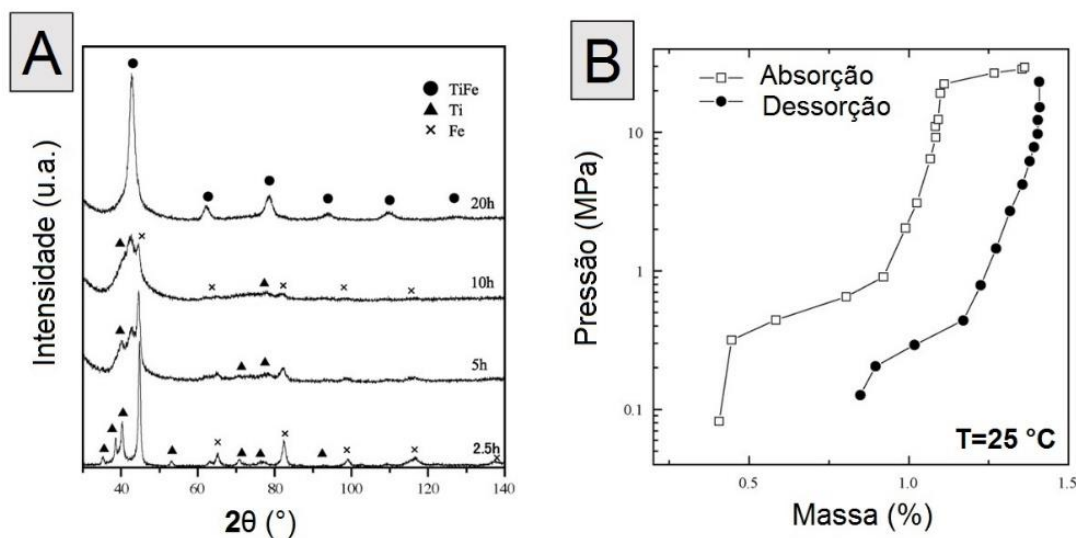 A
● TiFe
▲ Ti
× Fe
20h
10h
5h
2.5h
40 60 80 100 120 140
2θ (°)
Intensidade (u.a.)
B
Absorção
Dessorção
10
1
0.1
T=25 °C
0.5 1.0 1.5
Massa (%)
Pressão (MPa)